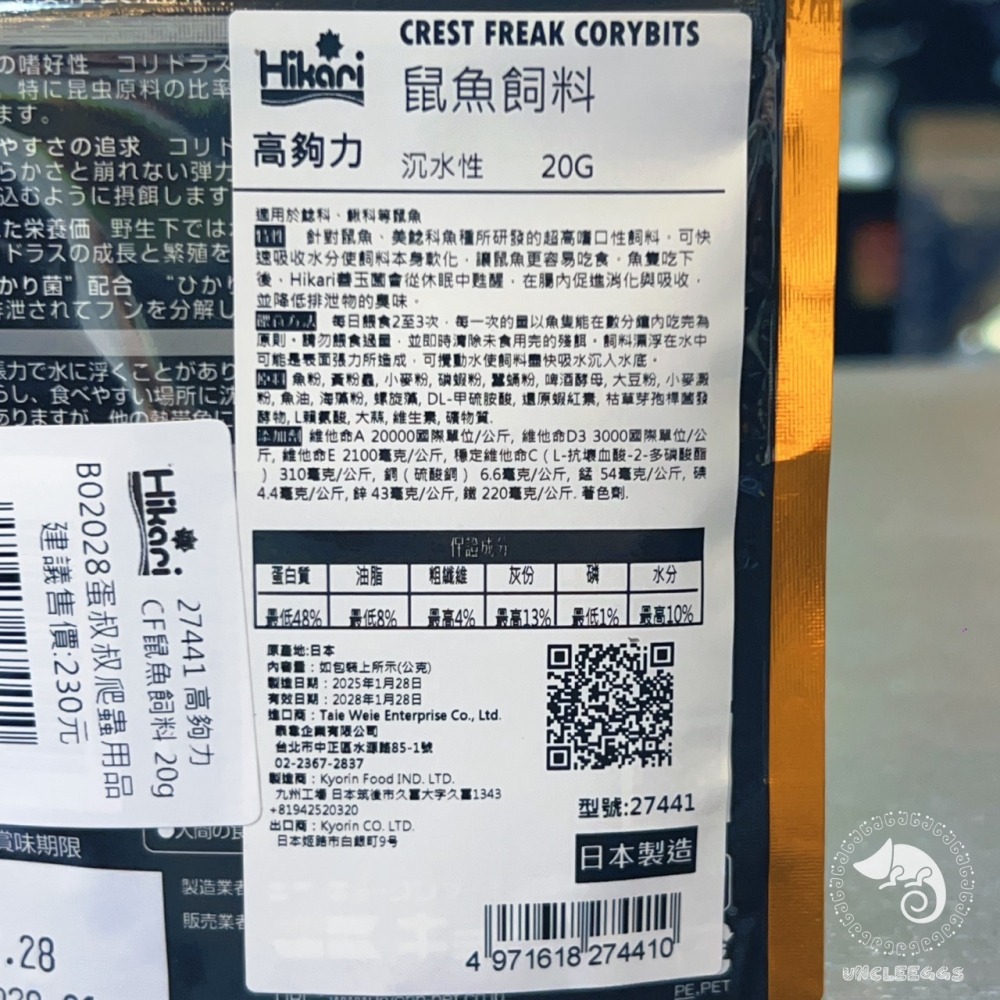 の嗜好性 コリドラス
、特に昆虫原料の比率
ます。
やすさの追求 コリド
らかさと崩れない弾力
込むように摂餌します
た栄養価 野生下では
ドラスの成長と繁殖を
かり菌”配合 “ひかり
排泄されてフンを分解し
張力で水に浮くことがあり
らし、食べやすい場所に沈
ありますが、他の熱帯魚に
Hikari
CREST FREAK CORYBITS
鼠魚飼料
高夠力
沉水性 20G
適用於鯰科、鰍科等鼠魚
特性 針對鼠魚、美鯰科魚種所研發的超高嗜口性飼料，可快
速吸收水分使飼料本身軟化，讓鼠魚更容易吃食。魚隻吃下
後，Hikari善玉菌會從休眠中甦醒，在腸內促進消化與吸收，
並降低排泄物的臭味。
餵食方式 每日餵食2至3次，每一次的量以魚隻能在數分鐘內吃完為
原則。請勿餵食過量，並即時清除未食用完的殘餌。飼料漂浮在水中
可能是表面張力所造成，可攪動水使飼料盡快吸水沉入水底。
原料 魚粉, 黃粉蟲, 小麥粉, 磷蝦粉, 蠶蛹粉, 啤酒酵母, 大豆粉, 小麥澱
粉, 魚油, 海藻粉, 螺旋藻, DL-甲硫胺酸, 還原蝦紅素, 枯草芽孢桿菌發
酵物, L賴氨酸, 大蒜, 維生素, 礦物質.
添加劑 維他命A 20000國際單位/公斤, 維他命D3 3000國際單位/公
斤, 維他命E 2100毫克/公斤, 穩定維他命C（L-抗壞血酸-2-多磷酸酯
）310毫克/公斤, 銅（硫酸銅）6.6毫克/公斤, 錳 54毫克/公斤, 碘
4.4毫克/公斤, 鋅 43毫克/公斤, 鐵 220毫克/公斤. 著色劑.
保證成分
蛋白質 油脂 粗纖維 灰份 磷 水分
最低48% 最低8% 最高4% 最高13% 最低1% 最高10%
原產地:日本
內容量：如包裝上所示(公克)
製造日期：2025年1月28日
有效日期：2028年1月28日
進口商：Taie Weie Enterprise Co., Ltd.
泰韋企業有限公司
台北市中正區水源路85-1號
02-2367-2837
製造商：Kyorin Food IND. LTD.
九州工場 日本筑後市久富大字久富1343
+81942520320
出口商：Kyorin CO. LTD.
日本姬路市白銀町9号
型號:27441
日本製造
4 971618 274410
Hikari
27441 高夠力
CF鼠魚飼料 20g
B02028蛋叔叔爬蟲用品
建議售價:230元
●人間の食
賞味期限
製造業者
販売業者
.28
PE,PET
UNCLEEGGS